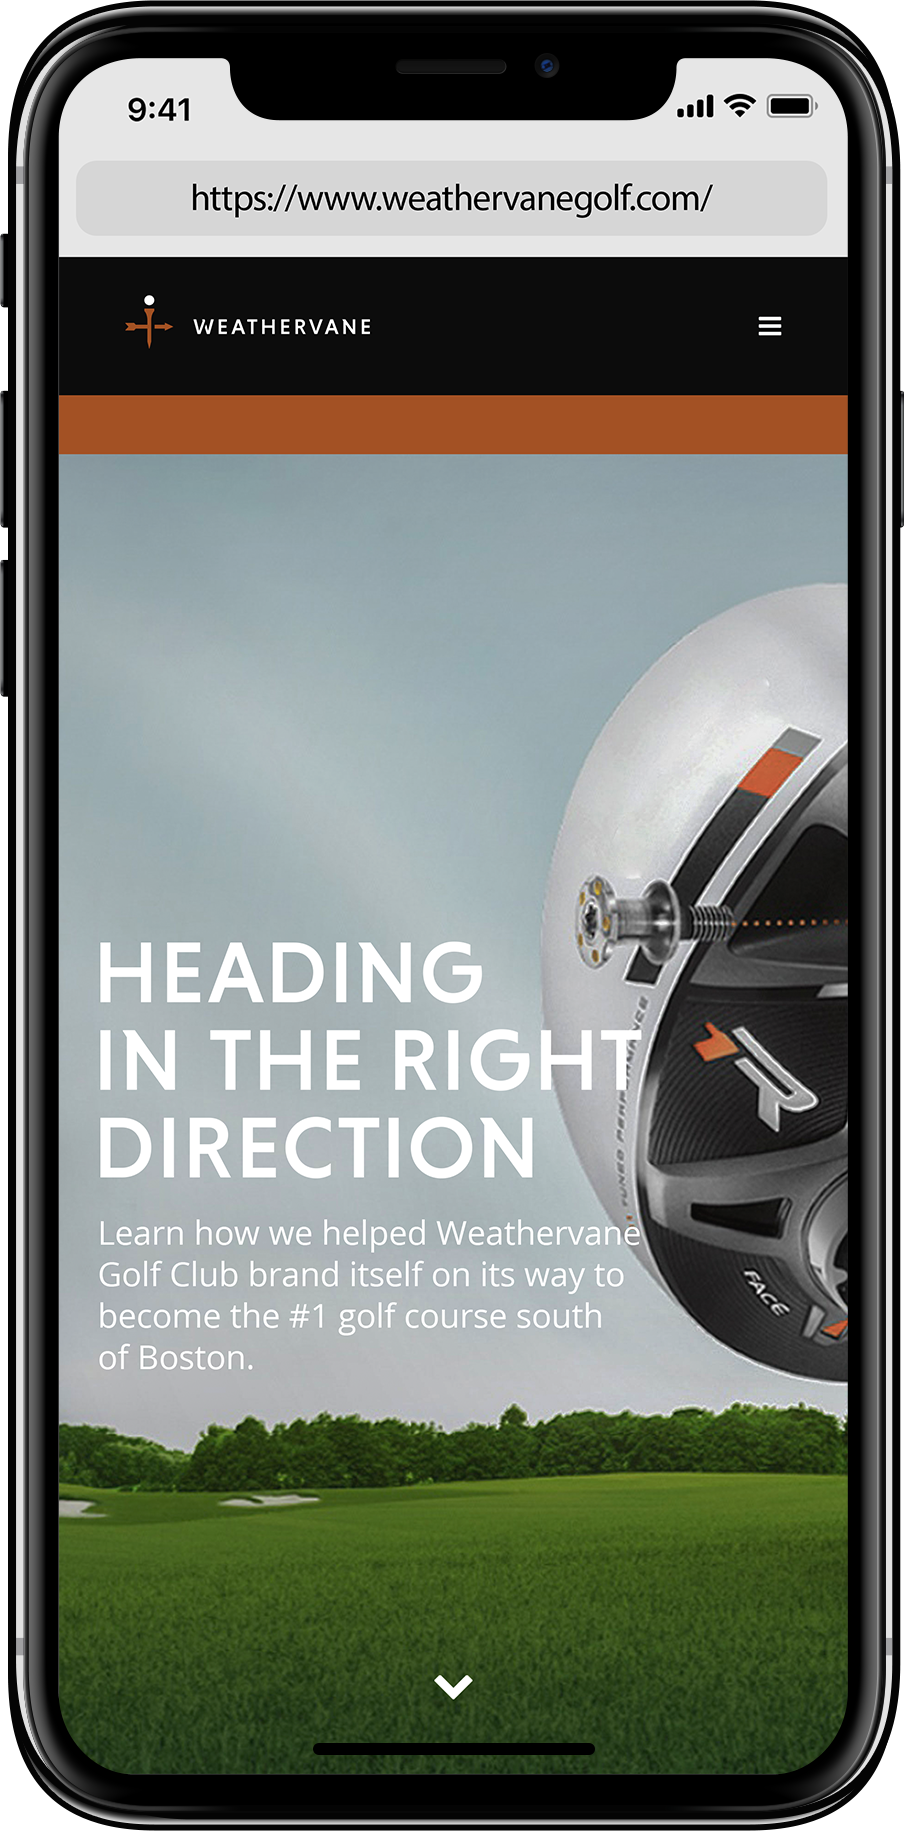 9:41
https://www.weathervanegolf.com/
WEATHERVANE
HEADING
IN THE RIGHT
DIRECTION
TUNED PERFORMANCE
R
Learn how we helped Weathervane
Golf Club brand itself on its way to
become the #1 golf course south
of Boston.
FACE